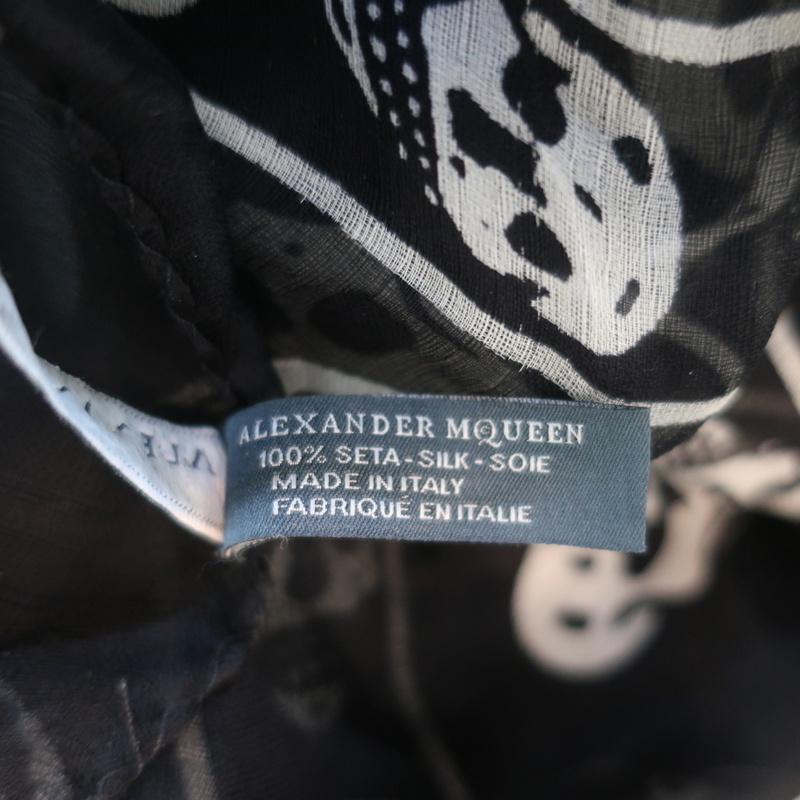 ALEXANDER MCQUEEN
100% SETA-SILK-SOIE
MADE IN ITALY
FABRIQUÉ EN ITALIE